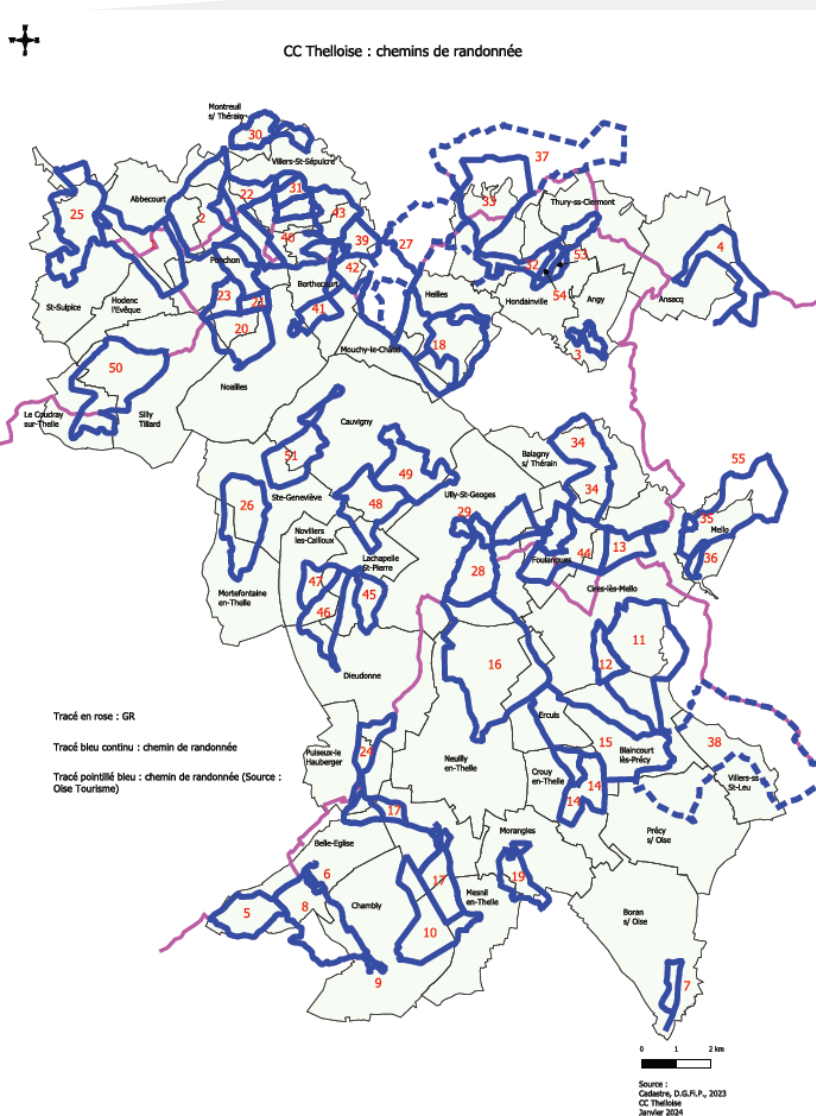 CC Thelloise : chemins de randonnée
Montreuil
s/ Thérain
30
Villers-St-Sépulcre
37
25
Abbecourt
2
22
31
43
33
Thury-ss-Clermont
1
40
39
27
4
Ponchon
42
32
53
St-Sulpice
Hodenc
l'Evêque
23
21
Berthecourt
41
Heilles
Hondainville
54
Angy
Ansacq
20
Mouchy-le-Châtel
18
3
50
Noailles
Le Coudray
sur-Thelle
Silly
Tillard
Cauvigny
51
49
Balagny
s/ Thérain
34
55
26
Ste-Geneviève
48
Ully-St-Geoges
34
29
35
Mello
Novillers
les-Cailloux
Lachapelle
St-Pierre
28
Foulangues
44
13
36
Mortefontaine
en-Thelle
47
46
45
Cires-lès-Mello
16
12
11
Dieudonne
Tracé en rose : GR
Tracé bleu continu : chemin de randonnée
Tracé pointillé bleu : chemin de randonnée (Source :
Oise Tourisme)
Puiseux-le
Hauberger
24
Neuilly
en-Thelle
Ercuis
15
Blaincourt
lès-Précy
38
Crouy
en-Thelle
14
14
Villers-ss
St-Leu
17
Belle-Eglise
Morangles
Précy
s/ Oise
6
17
Mesnil
en-Thelle
19
5
8
Chambly
10
Boran
s/ Oise
9
7
0 1 2 km
Source :
Cadastre, D.G.Fi.P., 2023
CC Thelloise
Janvier 2024